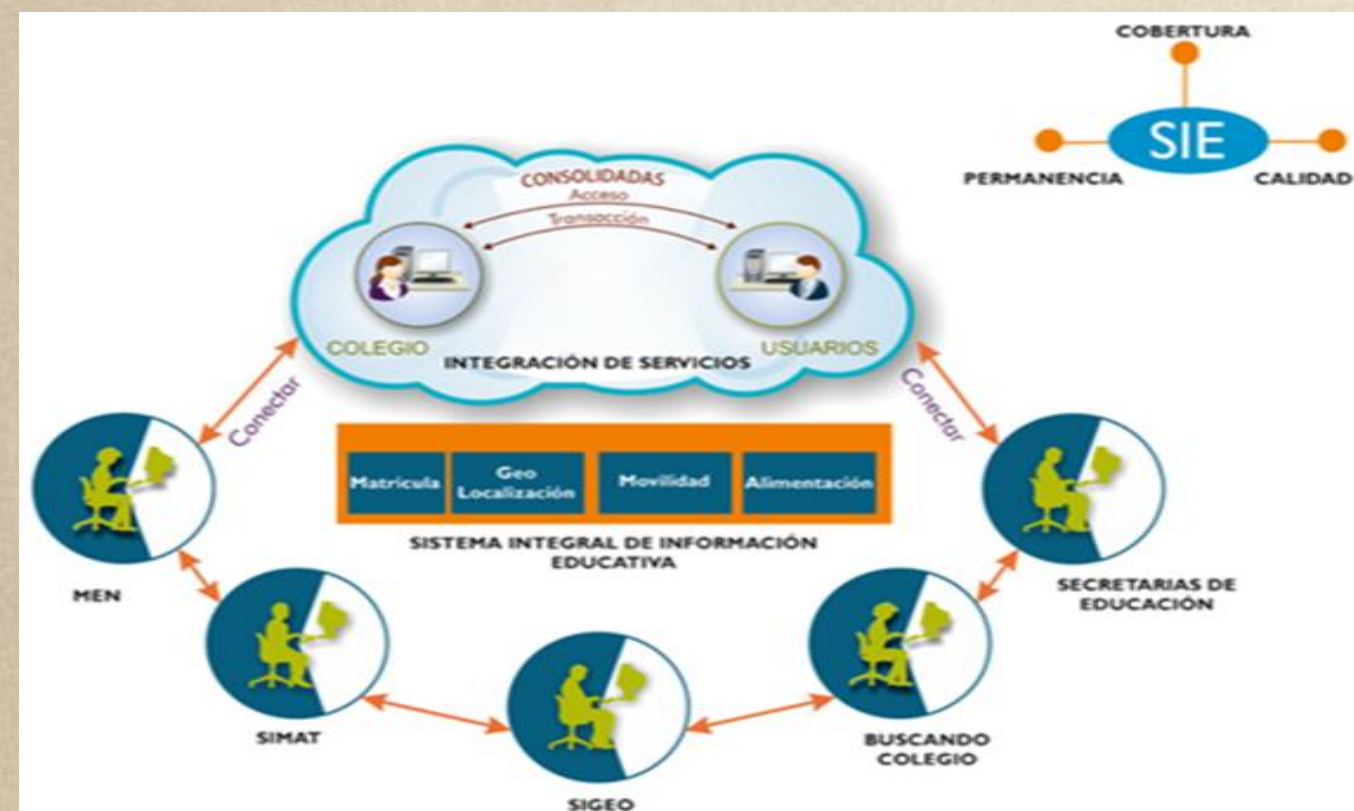 COBERTURA
SIE
PERMANENCIA
CALIDAD
CONSOLIDADAS
Acceso
Transacción
COLEGIO
USUARIOS
INTEGRACIÓN DE SERVICIOS
Conectar
Conectar
Matrícula
Geo
Localización
Movilidad
Alimentación
SISTEMA INTEGRAL DE INFORMACIÓN
EDUCATIVA
MEN
SIMAT
SIGEO
BUSCANDO
COLEGIO
SECRETARIAS DE
EDUCACIÓN